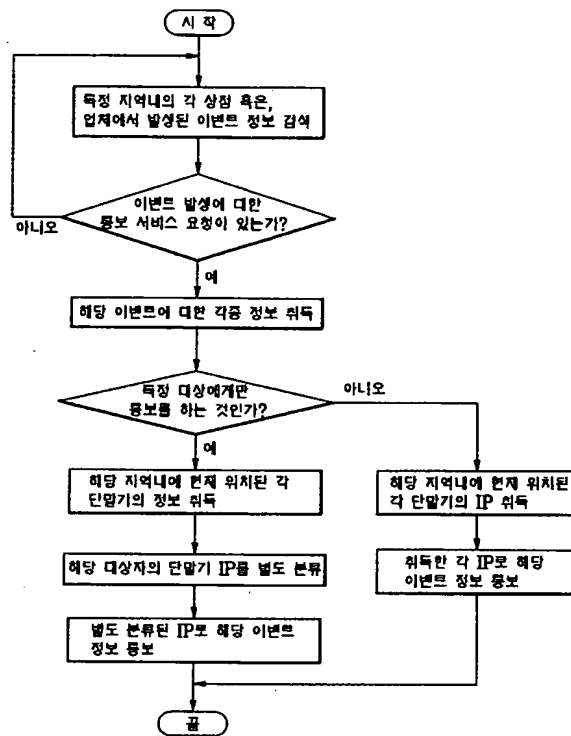 시 작
특정 지역내의 각 상점 혹은,
업체에서 발생된 이벤트 정보 검색
이벤트 발생에 대한
통보 서비스 요청이 있는가?
아니오
예
해당 이벤트에 대한 각종 정보 취득
특정 대상에게만
통보를 하는 것인가?
아니오
예
해당 지역내에 현재 위치된 각
단말기의 정보 취득
해당 지역내에 현재 위치된
각 단말기의 IP 취득
해당 대상자의 단말기 IP를 별도 분류
취득한 각 IP로 해당
이벤트 정보 통보
별도 분류된 IP로 해당 이벤트
정보 통보
끝